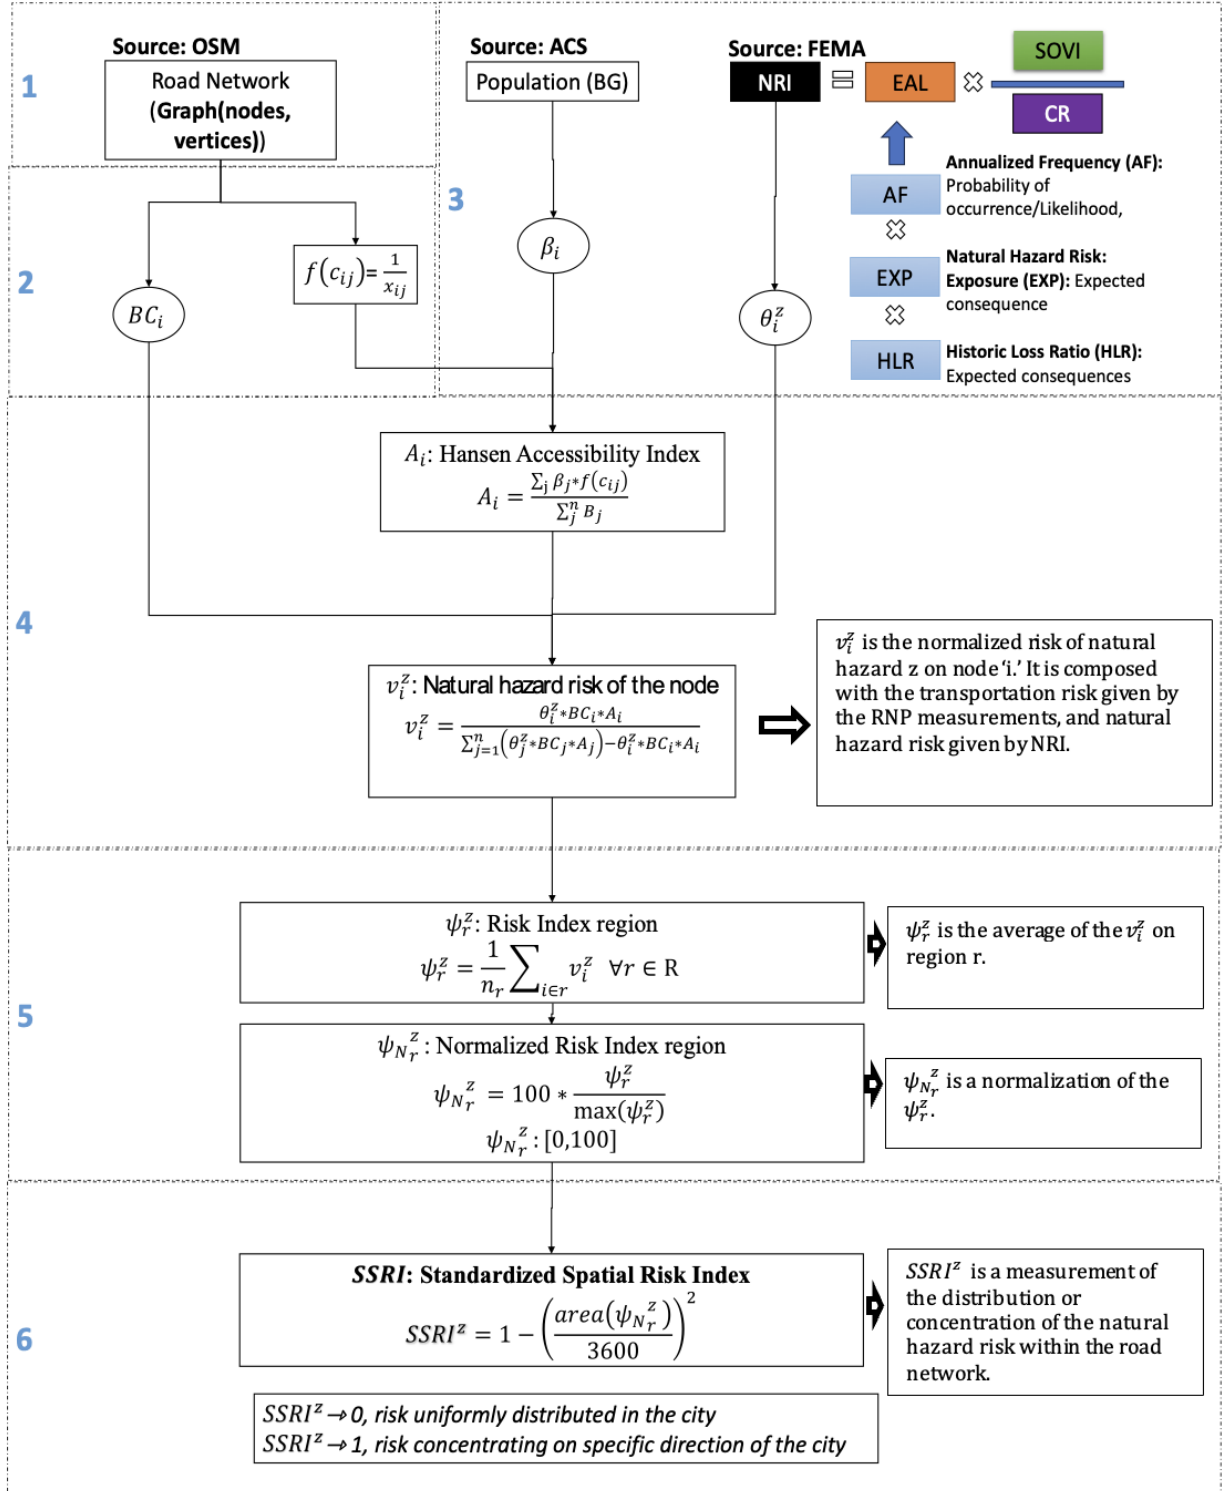 1
Source: OSM
Road Network
(Graph(nodes,
vertices))
Source: ACS
Population (BG)
Source: FEMA
NRI = EAL ✕ SOVI
CR
AF
✕
EXP
✕
HLR
Annualized Frequency (AF):
Probability of
occurrence/Likelihood,
Natural Hazard Risk:
Exposure (EXP): Expected
consequence
Historic Loss Ratio (HLR):
Expected consequences
2
BC_i
f(c_{ij})= 1/x_{ij}
3
β_i
θ_i^z
4
A_i: Hansen Accessibility Index
A_i = ∑_j β_j*f(c_{ij}) / ∑_j^n B_j
v_i^z: Natural hazard risk of the node
v_i^z = θ_i^z*BC_i*A_i / ∑_{j=1}^n(θ_j^z*BC_j*A_j)−θ_i^z*BC_i*A_i
v_i^z is the normalized risk of natural
hazard z on node ‘i.’ It is composed
with the transportation risk given by
the RNP measurements, and natural
hazard risk given by NRI.
5
ψ_r^z: Risk Index region
ψ_r^z = 1/n_r ∑_{i∈r} v_i^z ∀r ∈ R
ψ_r^z is the average of the v_i^z on
region r.
ψ_{N_r}^z: Normalized Risk Index region
ψ_{N_r}^z = 100 * ψ_r^z / max(ψ_r^z)
ψ_{N_r}^z: [0,100]
ψ_{N_r}^z is a normalization of the
ψ_r^z.
6
SSRI: Standardized Spatial Risk Index
SSRI^z = 1 − (area(ψ_{N_r}^z) / 3600)^2
SSRI^z is a measurement of
the distribution or
concentration of the natural
hazard risk within the road
network.
SSRI^z → 0, risk uniformly distributed in the city
SSRI^z → 1, risk concentrating on specific direction of the city